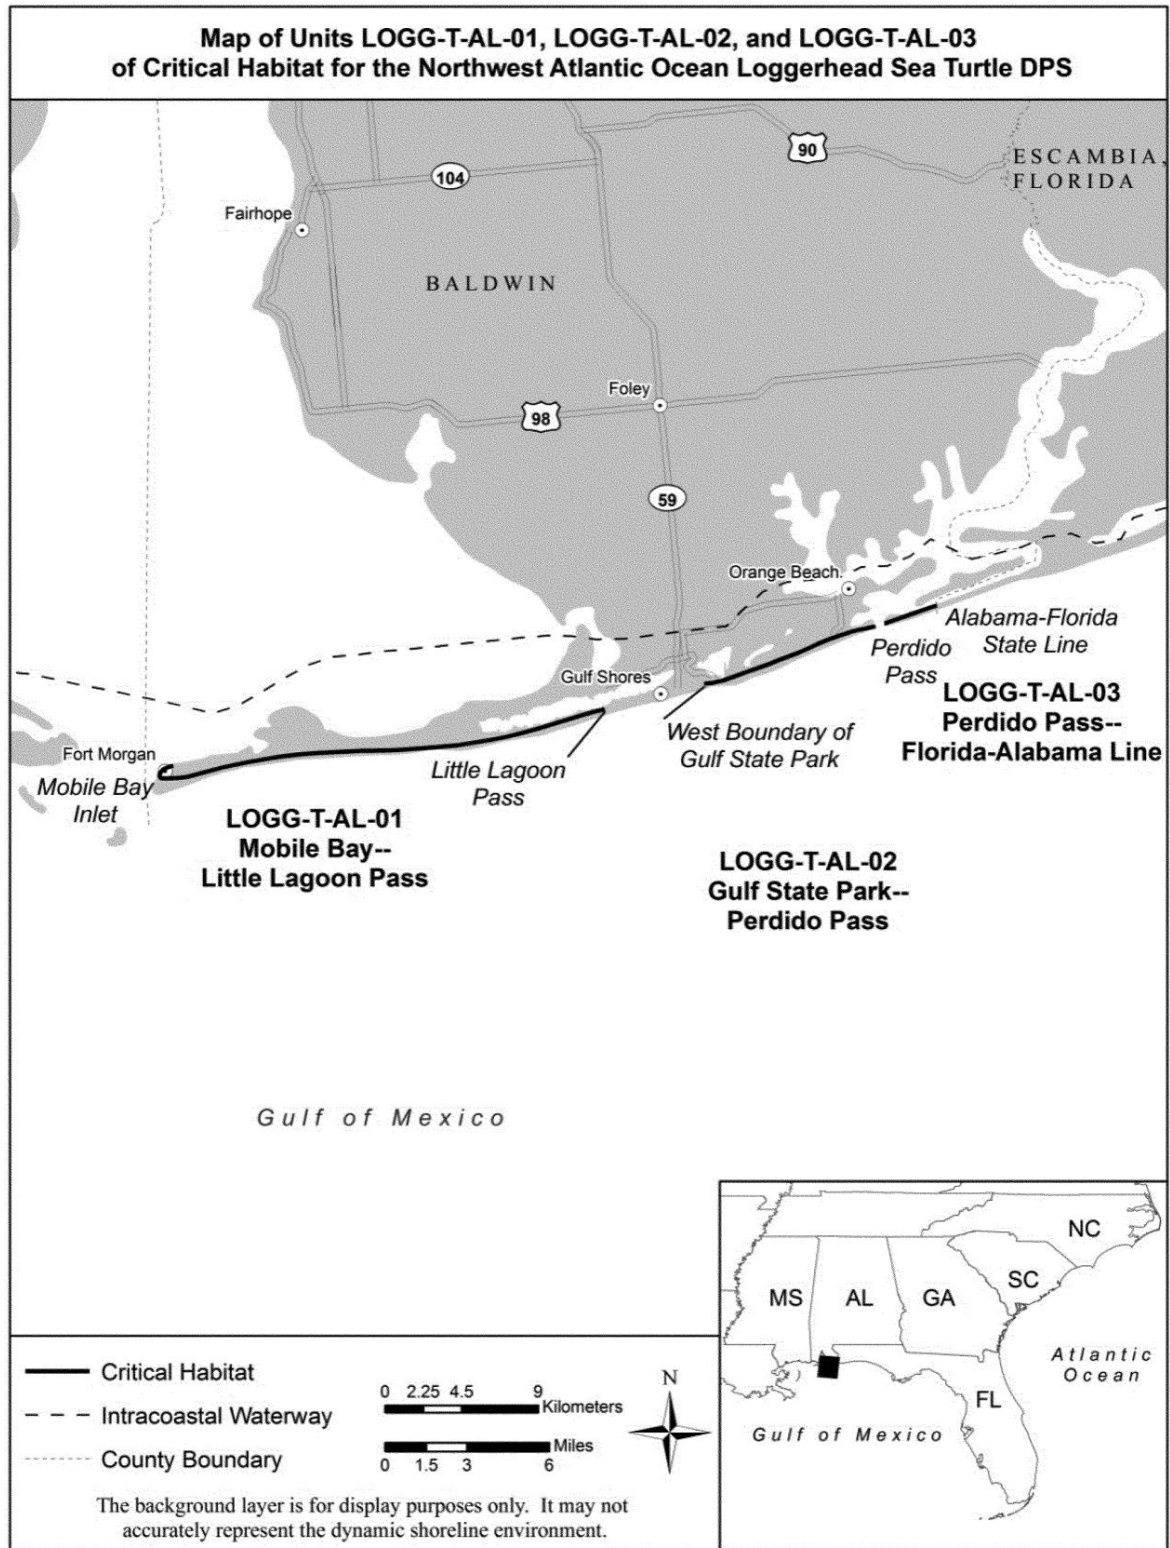 Map of Units LOGG-T-AL-01, LOGG-T-AL-02, and LOGG-T-AL-03
of Critical Habitat for the Northwest Atlantic Ocean Loggerhead Sea Turtle DPS
90
ESCAMBIA,
FLORIDA
104
Fairhope
BALDWIN
Foley
98
59
Orange Beach
Alabama-Florida
State Line
Perdido
Pass
Gulf Shores
LOGG-T-AL-03
Perdido Pass--
Florida-Alabama Line
West Boundary of
Gulf State Park
Fort Morgan
Mobile Bay
Inlet
Little Lagoon
Pass
LOGG-T-AL-01
Mobile Bay--
Little Lagoon Pass
LOGG-T-AL-02
Gulf State Park--
Perdido Pass
Gulf of Mexico
NC
SC
MS
AL
GA
Atlantic
Ocean
FL
Gulf of Mexico
Critical Habitat
Intracoastal Waterway
County Boundary
0 2.25 4.5 9
Kilometers
Miles
0 1.5 3 6
N
The background layer is for display purposes only. It may not
accurately represent the dynamic shoreline environment.